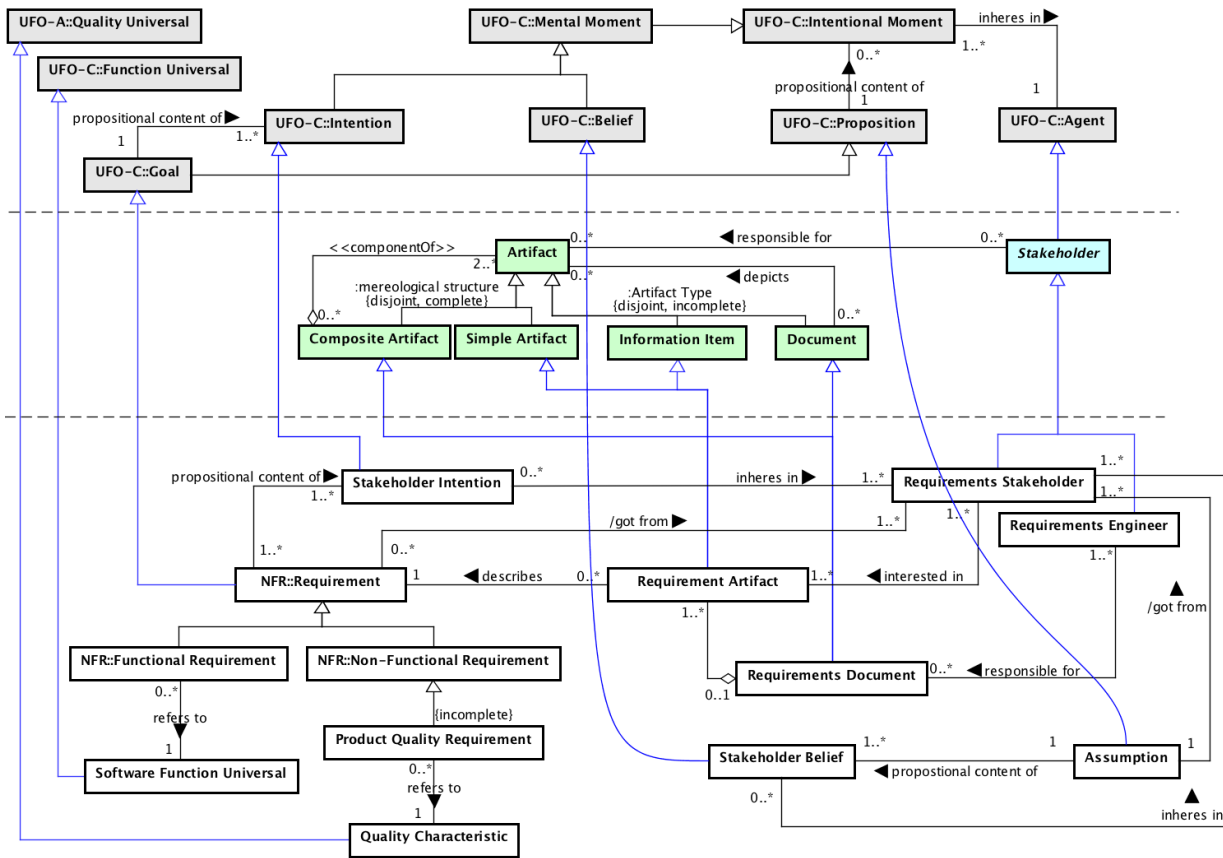 UFO-A::Quality Universal
UFO-C::Mental Moment
UFO-C::Intentional Moment
inheres in
1..*
0..*
UFO-C::Function Universal
propositional content of
1
1
propositional content of
1
1..*
UFO-C::Intention
UFO-C::Belief
UFO-C::Proposition
UFO-C::Agent
UFO-C::Goal
<<componentOf>>
0..*
responsible for
0..*
Artifact
Stakeholder
2..*
0..*
depicts
:mereological structure
{disjoint, complete}
:Artifact Type
{disjoint, incomplete}
0..*
0..*
Composite Artifact
Simple Artifact
Information Item
Document
propositional content of
1..*
0..*
inheres in
1..*
1..*
Stakeholder Intention
Requirements Stakeholder
1..*
1..*
/got from
1..*
Requirements Engineer
1..*
0..*
1..*
NFR::Requirement
1
describes
0..*
Requirement Artifact
1..*
interested in
/got from
1..*
NFR::Functional Requirement
NFR::Non-Functional Requirement
0..1
Requirements Document
0..*
responsible for
0..*
refers to
1
{incomplete}
Product Quality Requirement
Software Function Universal
Stakeholder Belief
1..*
1
Assumption
1
propostional content of
0..*
refers to
1
0..*
inheres in
Quality Characteristic